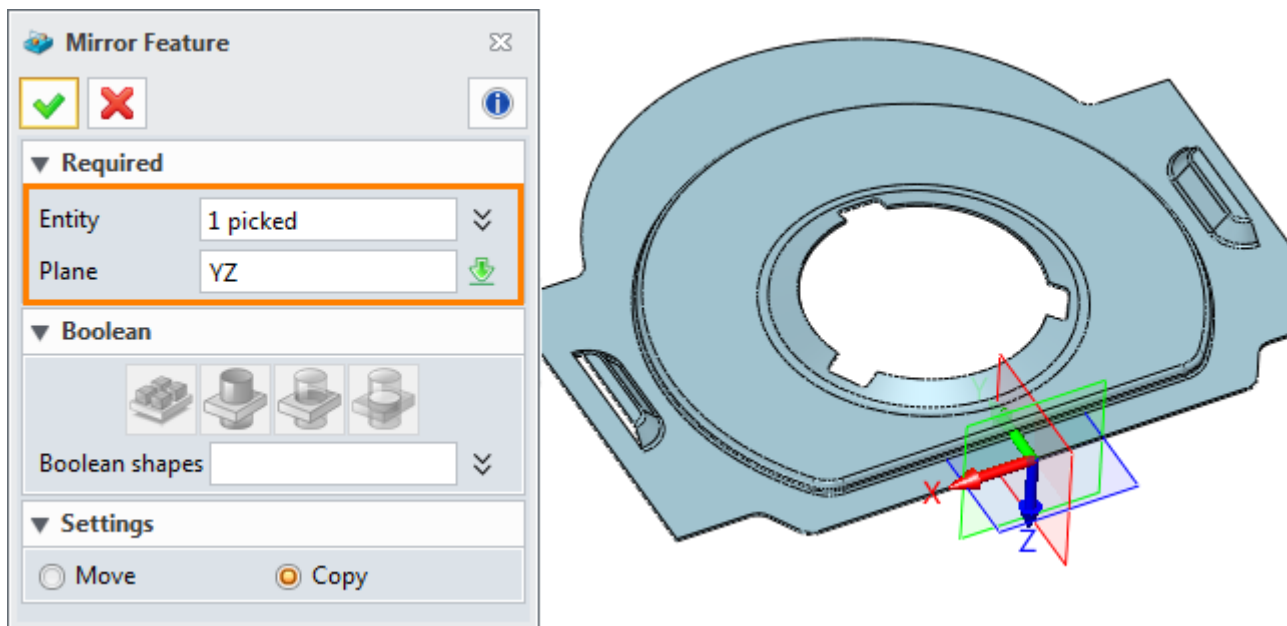 Mirror Feature
Required
Entity 1 picked
Plane YZ
Boolean
Boolean shapes
Settings
Move Copy
Y
X
Z